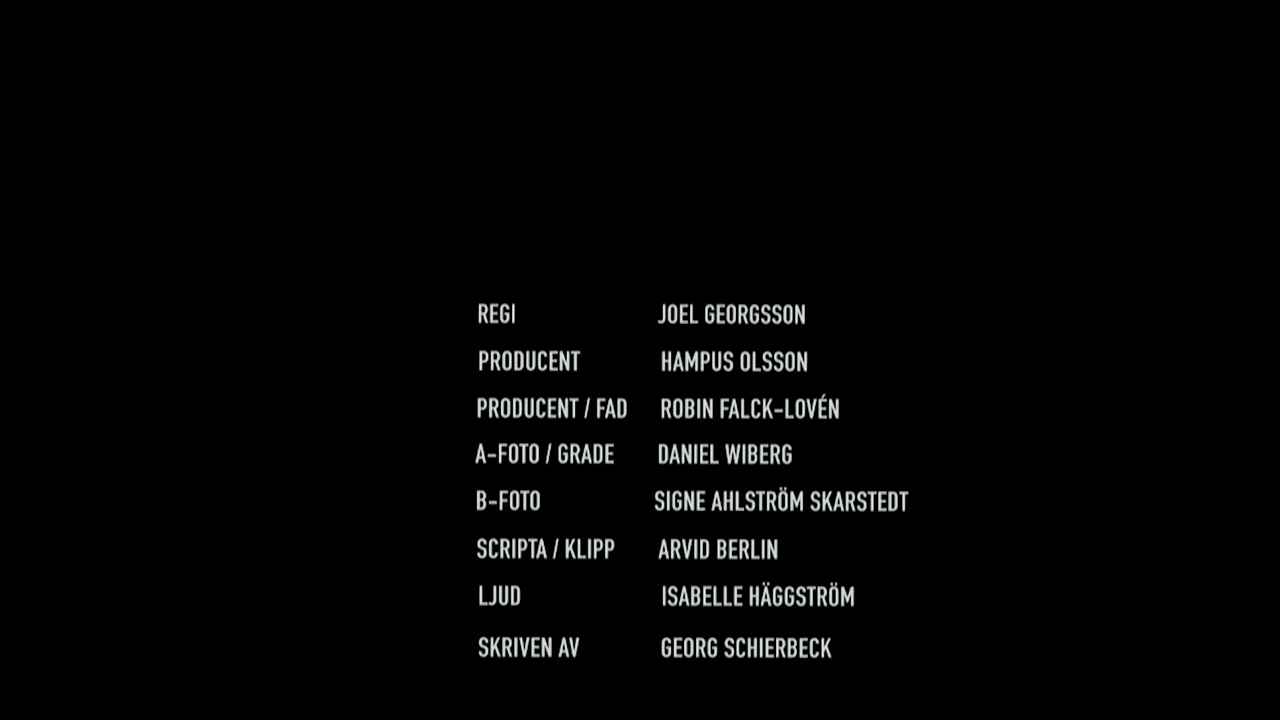 REGI JOEL GEORGSSON
PRODUCENT HAMPUS OLSSON
PRODUCENT / FAD ROBIN FALCK-LOVÉN
A-FOTO / GRADE DANIEL WIBERG
B-FOTO SIGNE AHLSTRÖM SKARSTEDT
SCRIPTA / KLIPP ARVID BERLIN
LJUD ISABELLE HÄGGSTRÖM
SKRIVEN AV GEORG SCHIERBECK